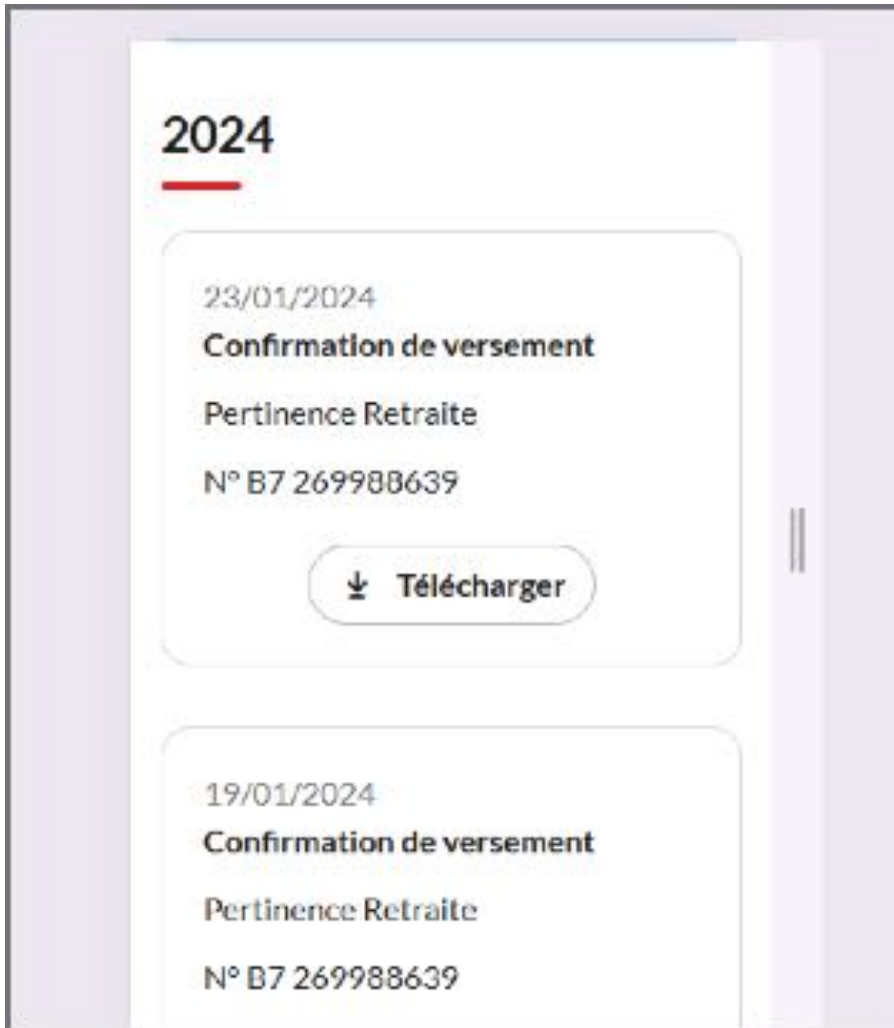 2024
23/01/2024
Confirmation de versement
Pertinence Retraite
N° B7 269988639
Télécharger
19/01/2024
Confirmation de versement
Pertinence Retraite
N° B7 269988639